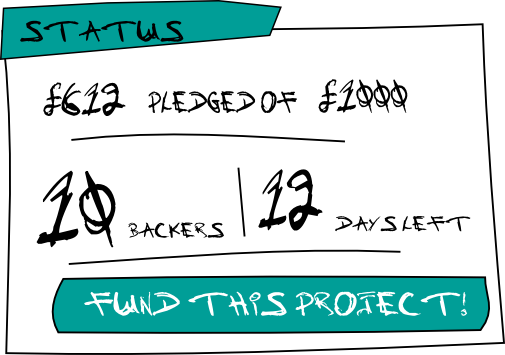 STATUS
£612 PLEDGED OF £1000
10 BACKERS 12 DAYS LEFT
FUND THIS PROJECT!